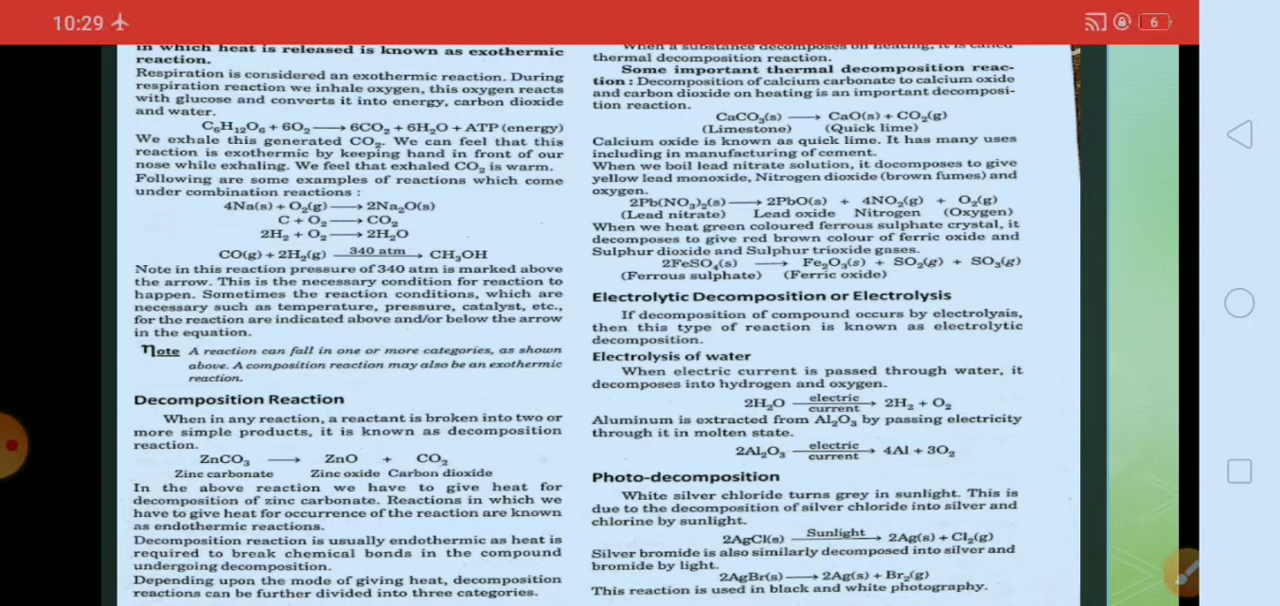 10:29
6
in which heat is released is known as exothermic
reaction.
Respiration is considered an exothermic reaction. During
respiration reaction we inhale oxygen, this oxygen reacts
with glucose and converts it into energy, carbon dioxide
and water.
C₆H₁₂O₆ + 6O₂ ⟶ 6CO₂ + 6H₂O + ATP (energy)
We exhale this generated CO₂. We can feel that this
reaction is exothermic by keeping hand in front of our
nose while exhaling. We feel that exhaled CO₂ is warm.
Following are some examples of reactions which come
under combination reactions :
4Na(s) + O₂(g) ⟶ 2Na₂O(s)
C + O₂ ⟶ CO₂
2H₂ + O₂ ⟶ 2H₂O
CO(g) + 2H₂(g) 340 atm ⟶ CH₃OH
Note in this reaction pressure of 340 atm is marked above
the arrow. This is the necessary condition for reaction to
happen. Sometimes the reaction conditions, which are
necessary such as temperature, pressure, catalyst, etc.,
for the reaction are indicated above and/or below the arrow
in the equation.
Note A reaction can fall in one or more categories, as shown
above. A composition reaction may also be an exothermic
reaction.
Decomposition Reaction
When in any reaction, a reactant is broken into two or
more simple products, it is known as decomposition
reaction.
ZnCO₃ ⟶ ZnO + CO₂
Zinc carbonate Zinc oxide Carbon dioxide
In the above reaction we have to give heat for
decomposition of zinc carbonate. Reactions in which we
have to give heat for occurrence of the reaction are known
as endothermic reactions.
Decomposition reaction is usually endothermic as heat is
required to break chemical bonds in the compound
undergoing decomposition.
Depending upon the mode of giving heat, decomposition
reactions can be further divided into three categories.
When a substance decomposes on heating, it is called
thermal decomposition reaction.
Some important thermal decomposition reac-
tion : Decomposition of calcium carbonate to calcium oxide
and carbon dioxide on heating is an important decomposi-
tion reaction.
CaCO₃(s) ⟶ CaO(s) + CO₂(g)
(Limestone) (Quick lime)
Calcium oxide is known as quick lime. It has many uses
including in manufacturing of cement.
When we boil lead nitrate solution, it docomposes to give
yellow lead monoxide, Nitrogen dioxide (brown fumes) and
oxygen.
2Pb(NO₃)₂(s) ⟶ 2PbO(s) + 4NO₂(g) + O₂(g)
(Lead nitrate) Lead oxide Nitrogen (Oxygen)
When we heat green coloured ferrous sulphate crystal, it
decomposes to give red brown colour of ferric oxide and
Sulphur dioxide and Sulphur trioxide gases.
2FeSO₄(s) ⟶ Fe₂O₃(s) + SO₂(g) + SO₃(g)
(Ferrous sulphate) (Ferric oxide)
Electrolytic Decomposition or Electrolysis
If decomposition of compound occurs by electrolysis,
then this type of reaction is known as electrolytic
decomposition.
Electrolysis of water
When electric current is passed through water, it
decomposes into hydrogen and oxygen.
2H₂O electric current ⟶ 2H₂ + O₂
Aluminum is extracted from Al₂O₃ by passing electricity
through it in molten state.
2Al₂O₃ electric current ⟶ 4Al + 3O₂
Photo-decomposition
White silver chloride turns grey in sunlight. This is
due to the decomposition of silver chloride into silver and
chlorine by sunlight.
2AgCl(s) Sunlight ⟶ 2Ag(s) + Cl₂(g)
Silver bromide is also similarly decomposed into silver and
bromide by light.
2AgBr(s) ⟶ 2Ag(s) + Br₂(g)
This reaction is used in black and white photography.